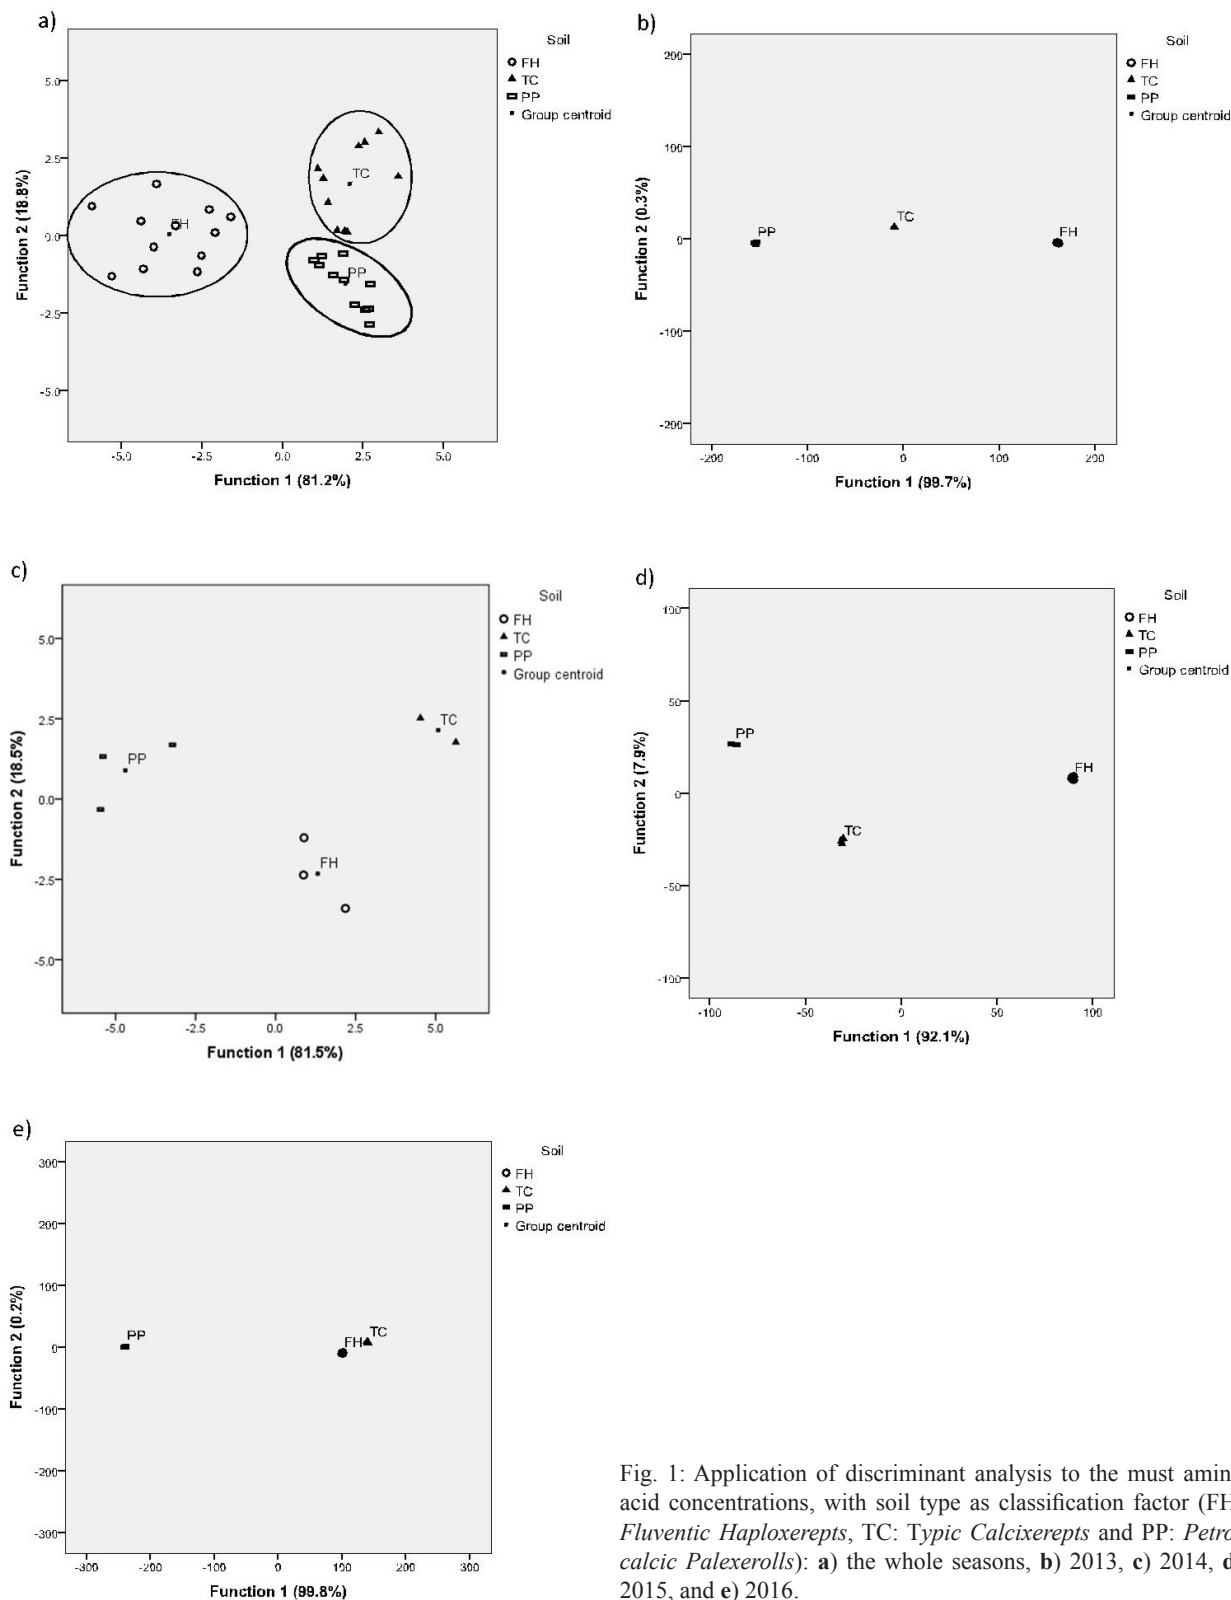 a)
Soil
FH
TC
PP
Group centroid
5.0
2.5
0.0
-2.5
-5.0
Function 2 (18.8%)
TC
FH
PP
-5.0 -2.5 0.0 2.5 5.0
Function 1 (81.2%)
b)
Soil
FH
TC
PP
Group centroid
200
100
0
-100
-200
Function 2 (0.3%)
PP
TC
FH
-200 -100 0 100 200
Function 1 (99.7%)
c)
Soil
FH
TC
PP
Group centroid
5.0
2.5
0.0
-2.5
-5.0
Function 2 (18.5%)
TC
PP
FH
-5.0 -2.5 0.0 2.5 5.0
Function 1 (81.5%)
d)
Soil
FH
TC
PP
Group centroid
100
50
0
-50
-100
Function 2 (7.9%)
PP
FH
TC
-100 -50 0 50 100
Function 1 (92.1%)
e)
Soil
FH
TC
PP
Group centroid
300
200
100
0
-100
-200
-300
Function 2 (0.2%)
PP
FH
TC
-300 -200 -100 0 100 200 300
Function 1 (99.8%)
Fig. 1: Application of discriminant analysis to the must amin
acid concentrations, with soil type as classification factor (FH
Fluventic Haploxerepts, TC: Typic Calcixerepts and PP: Petro
calcic Palexerolls): a) the whole seasons, b) 2013, c) 2014, d
2015, and e) 2016.